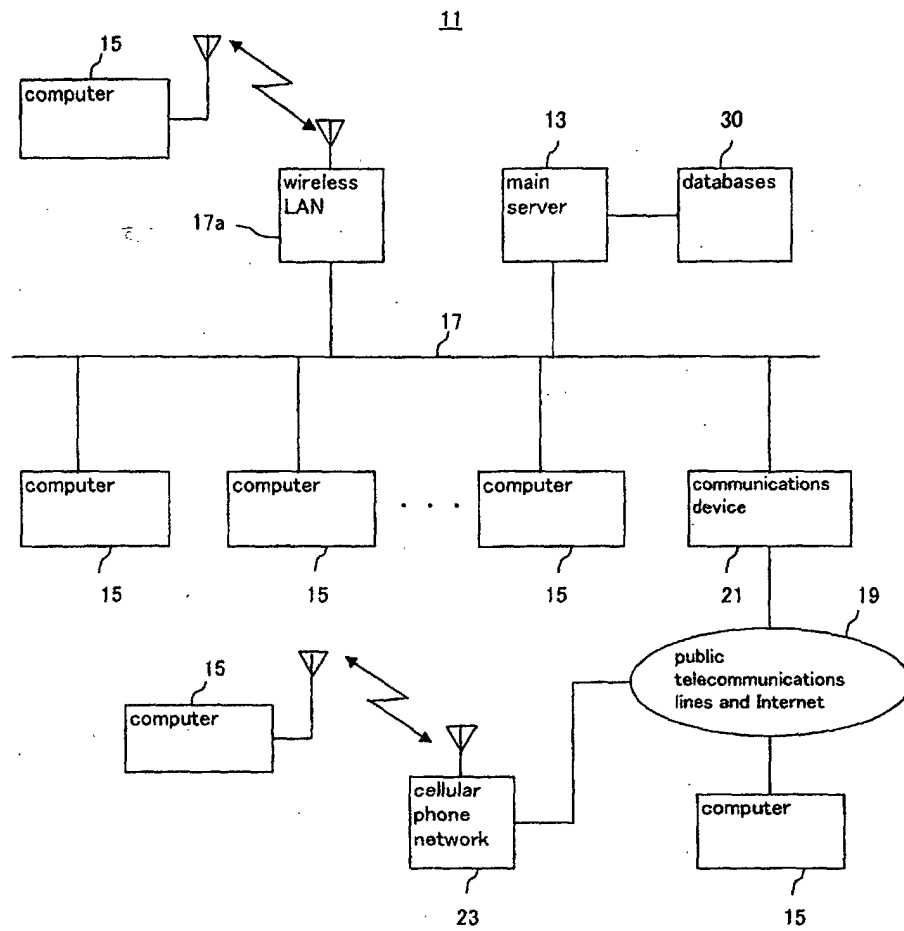 11
15
computer
wireless
LAN
17a
13
main
server
30
databases
17
computer
15
computer
15
. . .
computer
15
communications
device
21
19
public
telecommunications
lines and Internet
15
computer
cellular
phone
network
23
computer
15